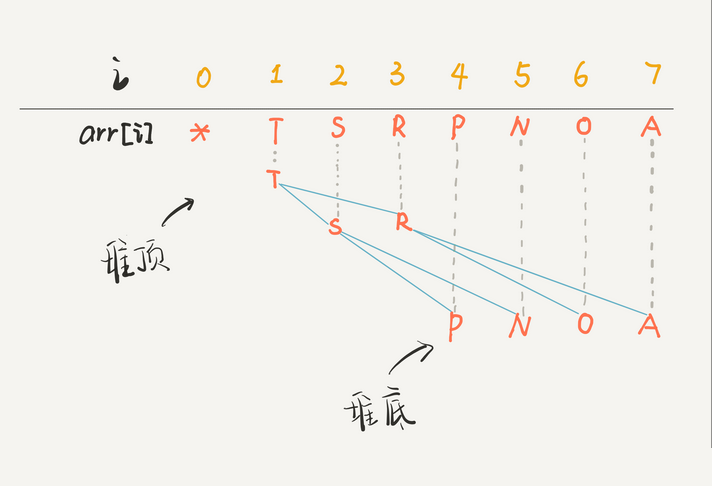 i 0 1 2 3 4 5 6 7
arr[i] * T S R P N O A
T
S R
堆顶
P N O A
堆底